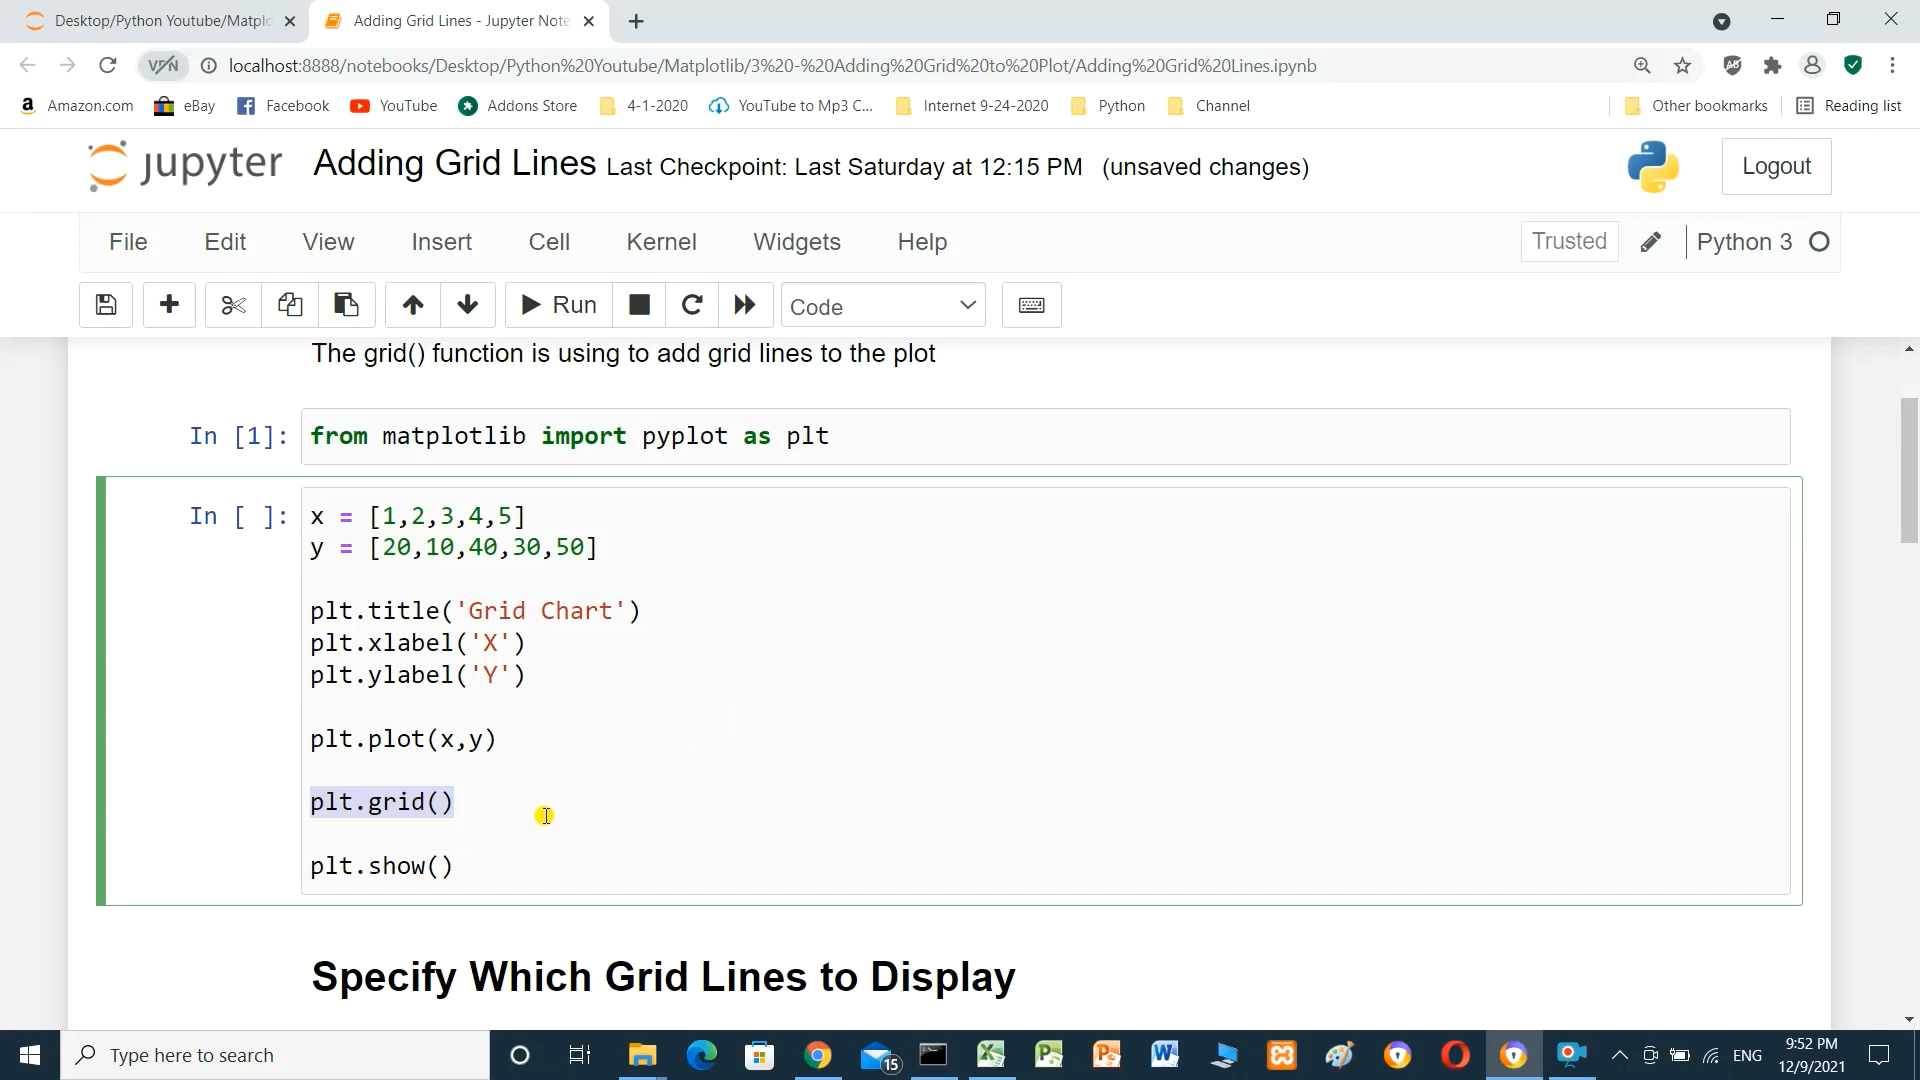 Desktop/Python Youtube/Matplo
Adding Grid Lines - Jupyter Note
VPN
localhost:8888/notebooks/Desktop/Python%20Youtube/Matplotlib/3%20-%20Adding%20Grid%20to%20Plot/Adding%20Grid%20Lines.ipynb
Amazon.com
eBay
Facebook
YouTube
Addons Store
4-1-2020
YouTube to Mp3 C...
Internet 9-24-2020
Python
Channel
Other bookmarks
Reading list
jupyter
Adding Grid Lines Last Checkpoint: Last Saturday at 12:15 PM (unsaved changes)
Logout
File
Edit
View
Insert
Cell
Kernel
Widgets
Help
Trusted
Python 3
Run
Code
The grid() function is using to add grid lines to the plot
In [1]: from matplotlib import pyplot as plt
In [ ]: x = [1,2,3,4,5]
y = [20,10,40,30,50]
plt.title('Grid Chart')
plt.xlabel('X')
plt.ylabel('Y')
plt.plot(x,y)
plt.grid()
plt.show()
Specify Which Grid Lines to Display
Type here to search
15
ENG
9:52 PM
12/9/2021